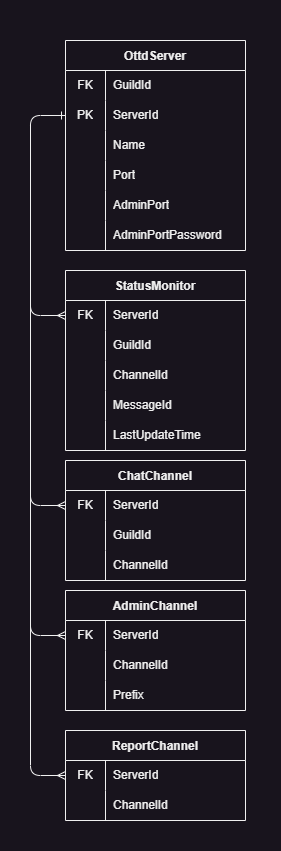 OttdServer
FK GuildId
PK ServerId
Name
Port
AdminPort
AdminPortPassword
StatusMonitor
FK ServerId
GuildId
ChannelId
MessageId
LastUpdateTime
ChatChannel
FK ServerId
GuildId
ChannelId
AdminChannel
FK ServerId
ChannelId
Prefix
ReportChannel
FK ServerId
ChannelId